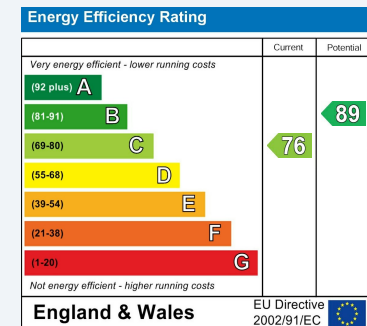 Energy Efficiency Rating
Current Potential
Very energy efficient - lower running costs
(92 plus) A
(81-91) B
89
(69-80) C
76
(55-68) D
(39-54) E
(21-38) F
(1-20) G
Not energy efficient - higher running costs
England & Wales
EU Directive
2002/91/EC